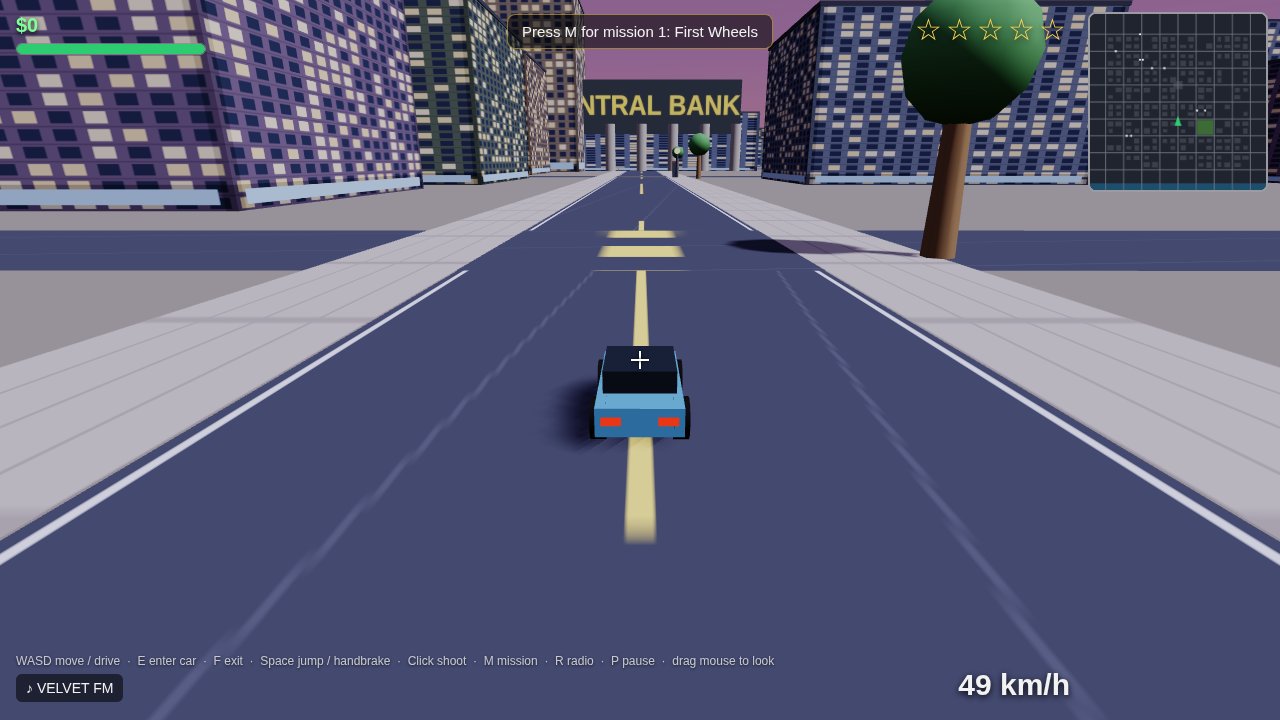 $0
Press M for mission 1: First Wheels
NTRAL BANK
WASD move / drive · E enter car · F exit · Space jump / handbrake · Click shoot · M mission · R radio · P pause · drag mouse to look
♪ VELVET FM
49 km/h